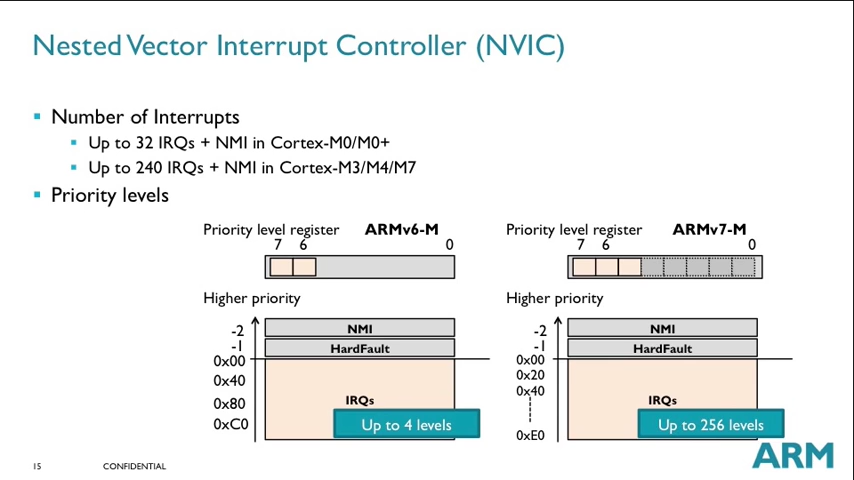 Nested Vector Interrupt Controller (NVIC)
Number of Interrupts
Up to 32 IRQs + NMI in Cortex-M0/M0+
Up to 240 IRQs + NMI in Cortex-M3/M4/M7
Priority levels
Priority level register ARMv6-M
7 6 0
Higher priority
-2 NMI
-1 HardFault
0x00
0x40
0x80 IRQs
0xC0 Up to 4 levels
Priority level register ARMv7-M
7 6 0
Higher priority
-2 NMI
-1 HardFault
0x00
0x20
0x40 IRQs
Up to 256 levels
0xE0
ARM
15 CONFIDENTIAL